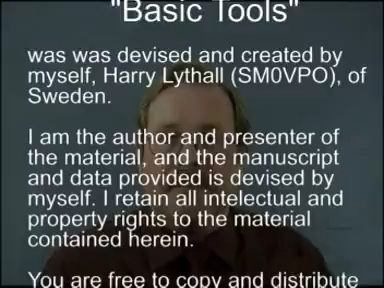 "Basic Tools"
was was devised and created by
myself, Harry Lythall (SM0VPO), of
Sweden.
I am the author and presenter of
the material, and the manuscript
and data provided is devised by
myself. I retain all intelectual and
property rights to the material
contained herein.
You are free to copy and distribute